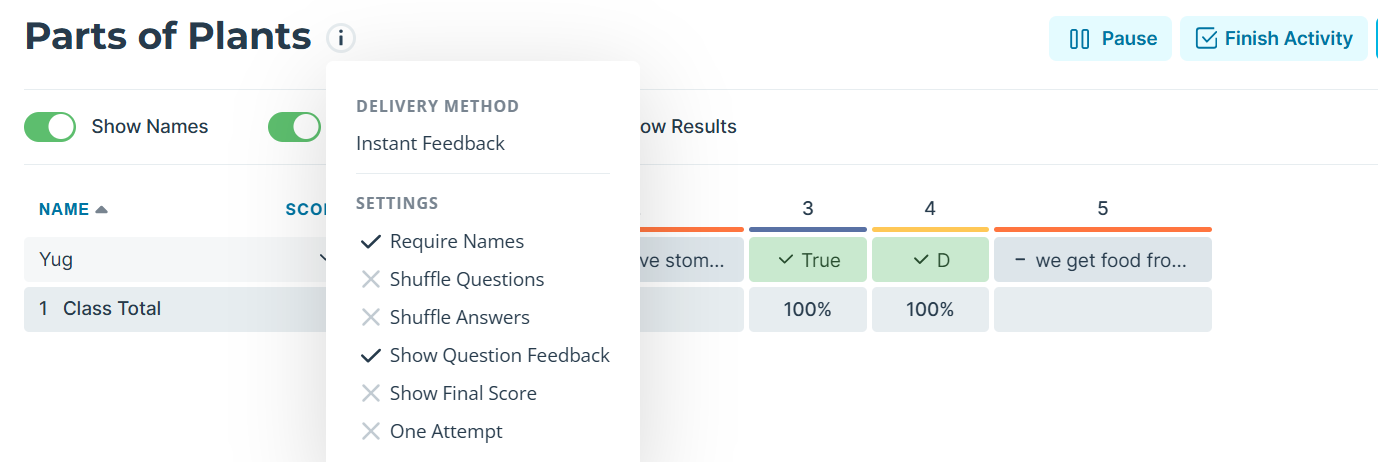 Parts of Plants i
Pause Finish Activity
DELIVERY METHOD
Instant Feedback
Show Names
ow Results
SETTINGS
NAME SCO 3 4 5
Require Names
Yug ve stom... True D – we get food fro...
Shuffle Questions
1 Class Total 100% 100%
Shuffle Answers
Show Question Feedback
Show Final Score
One Attempt